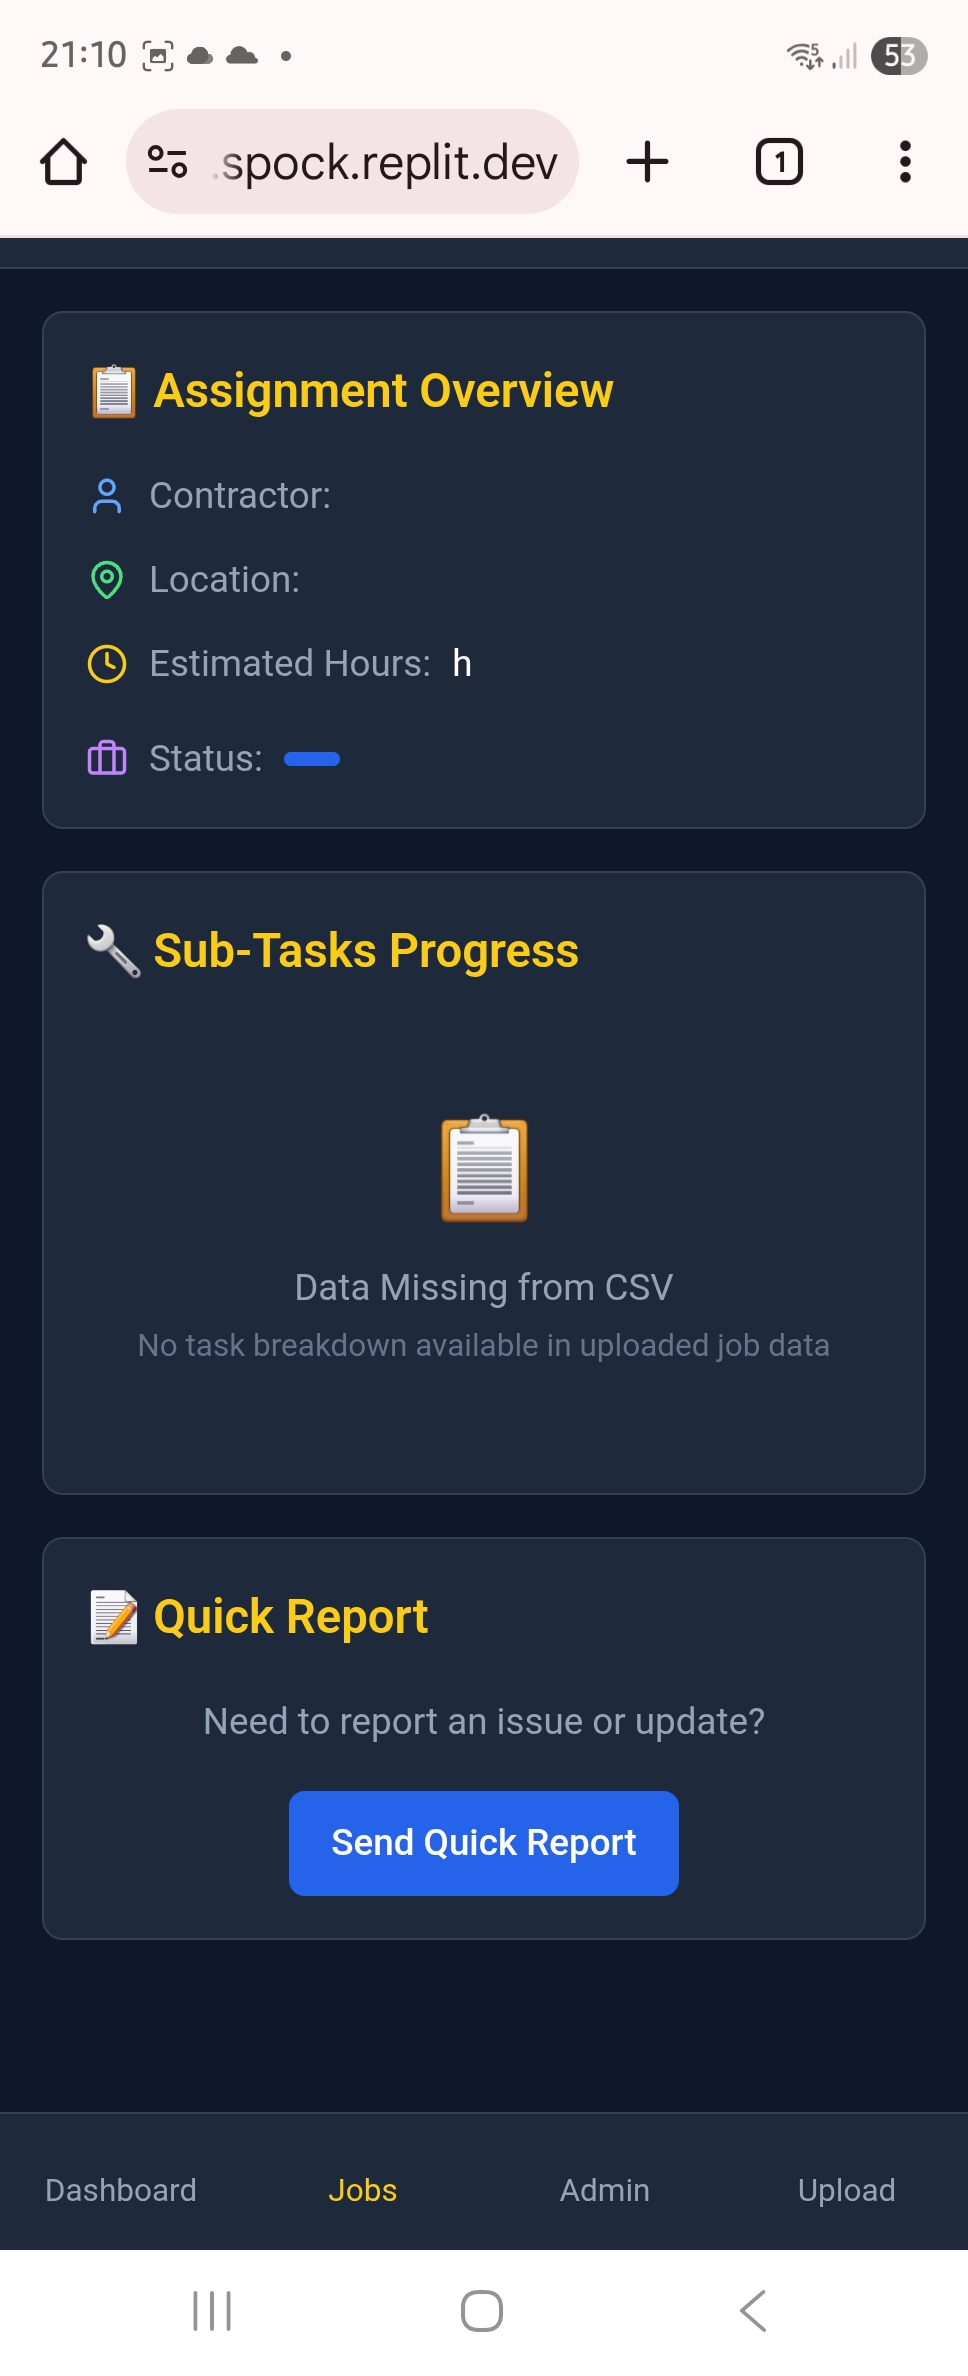 21:10
5
53
.spock.replit.dev
1
📋 Assignment Overview
Contractor:
Location:
Estimated Hours: h
Status:
🔧 Sub-Tasks Progress
Data Missing from CSV
No task breakdown available in uploaded job data
📝 Quick Report
Need to report an issue or update?
Send Quick Report
Dashboard Jobs Admin Upload